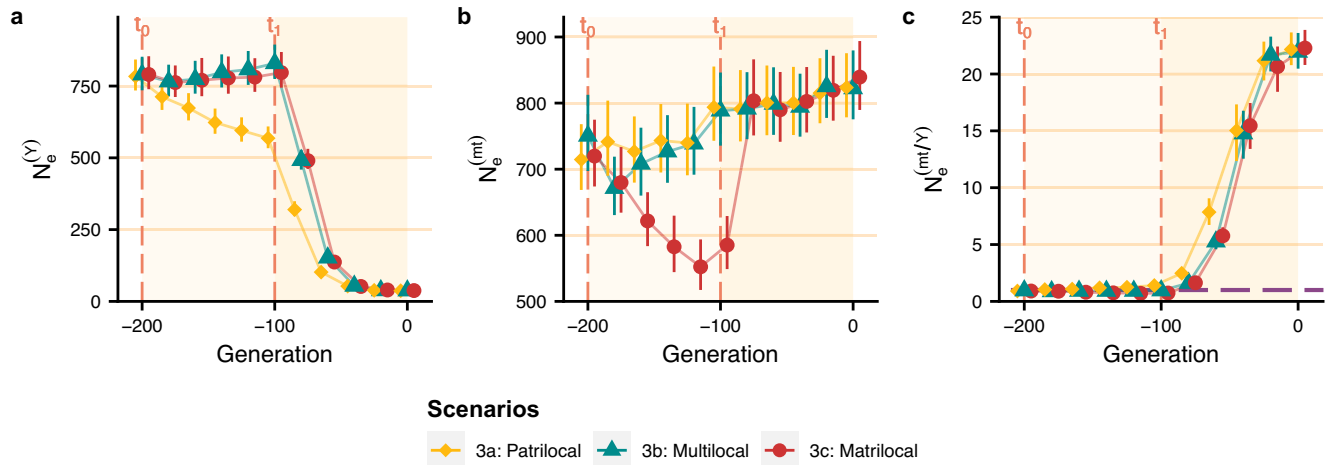 a
b
c
t₀
t₁
t₀
t₁
t₀
t₁
Nₑ⁽ʸ⁾
750
500
250
0
−200
−100
0
Generation
Nₑ⁽ᵐᵗ⁾
900
800
700
600
500
−200
−100
0
Generation
Nₑ⁽ᵐᵗ/ʸ⁾
25
20
15
10
5
0
−200
−100
0
Generation
Scenarios
3a: Patrilocal 3b: Multilocal 3c: Matrilocal